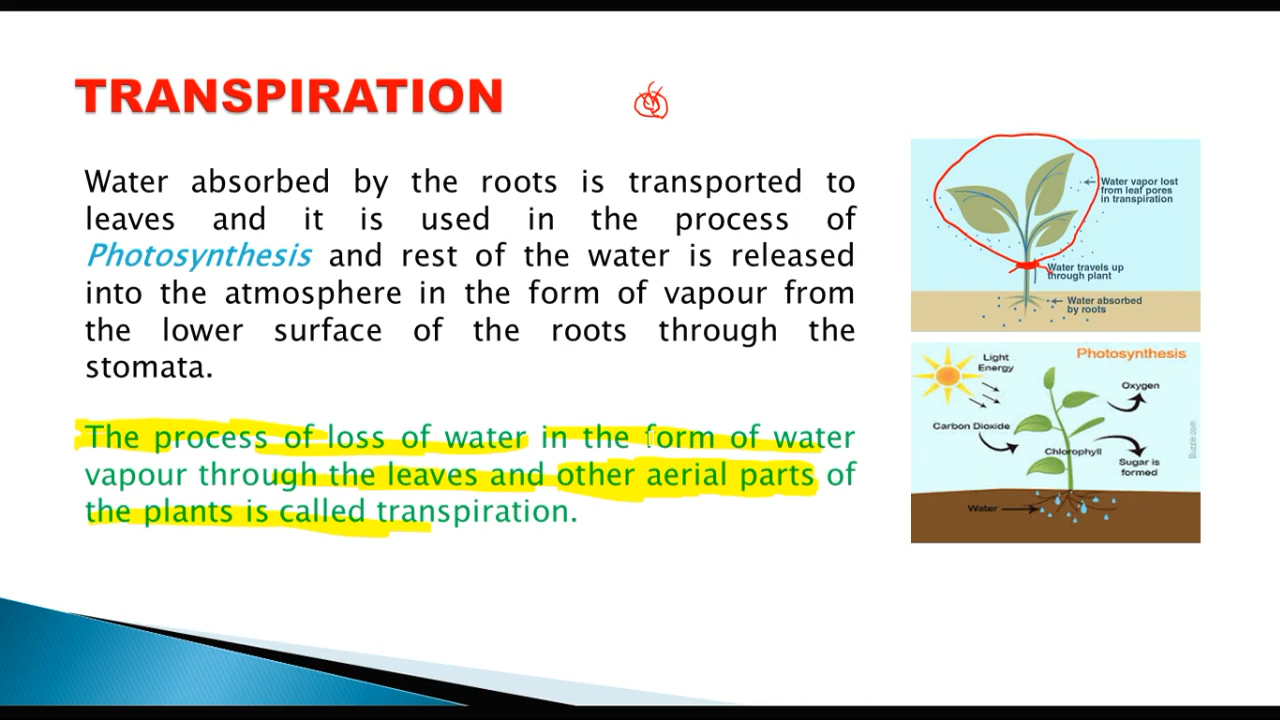 TRANSPIRATION
Water absorbed by the roots is transported to
leaves and it is used in the process of
Photosynthesis and rest of the water is released
into the atmosphere in the form of vapour from
the lower surface of the roots through the
stomata.
The process of loss of water in the form of water
vapour through the leaves and other aerial parts of
the plants is called transpiration.
Water vapor lost
from leaf pores
in transpiration
Water travels up
through plant
Water absorbed
by roots
Photosynthesis
Light
Energy
Oxygen
Carbon Dioxide
Chlorophyll
Sugar is
formed
Water
Buzzle.com